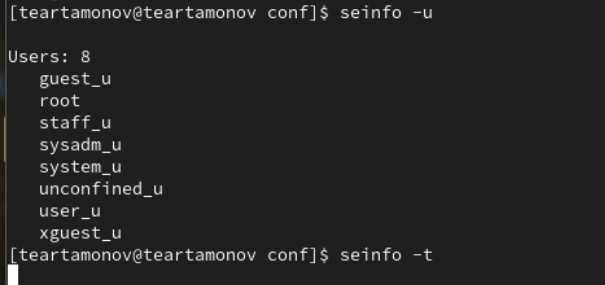 [teartamonov@teartamonov conf]$ seinfo -u
Users: 8
guest_u
root
staff_u
sysadm_u
system_u
unconfined_u
user_u
xguest_u
[teartamonov@teartamonov conf]$ seinfo -t